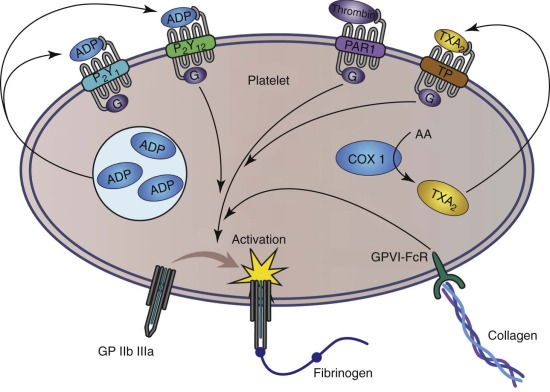 ADP
ADP
Thrombin
TXA2
P2Y1
P2Y12
PAR1
TP
G
G
G
G
Platelet
ADP
ADP
ADP
AA
COX 1
TXA2
Activation
GPVI-FcR
GP IIb IIIa
Fibrinogen
Collagen